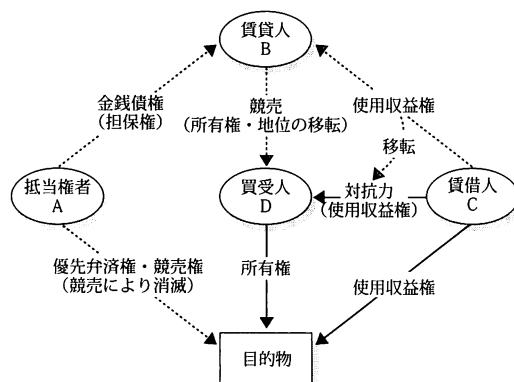 賃貸人
B
金銭債権
（担保権）
競売
（所有権・地位の移転）
使用収益権
移転
抵当権者
A
買受人
D
対抗力
（使用収益権）
賃借人
C
優先弁済権・競売権
（競売により消滅）
所有権
使用収益権
目的物